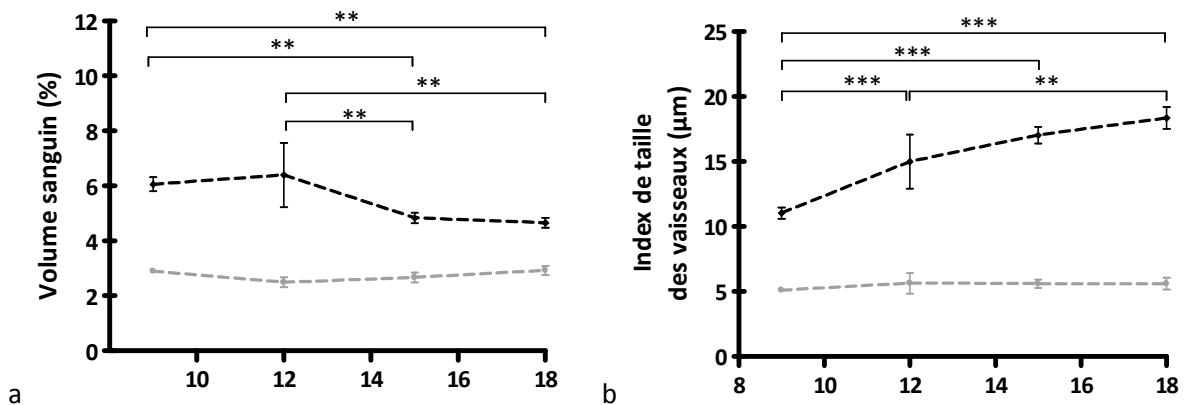 12
10
8
6
4
2
0
Volume sanguin (%)
**
**
**
**
10 12 14 16 18
a
25
20
15
10
5
0
Index de taille
des vaisseaux (µm)
***
***
*** **
8 10 12 14 16 18
b